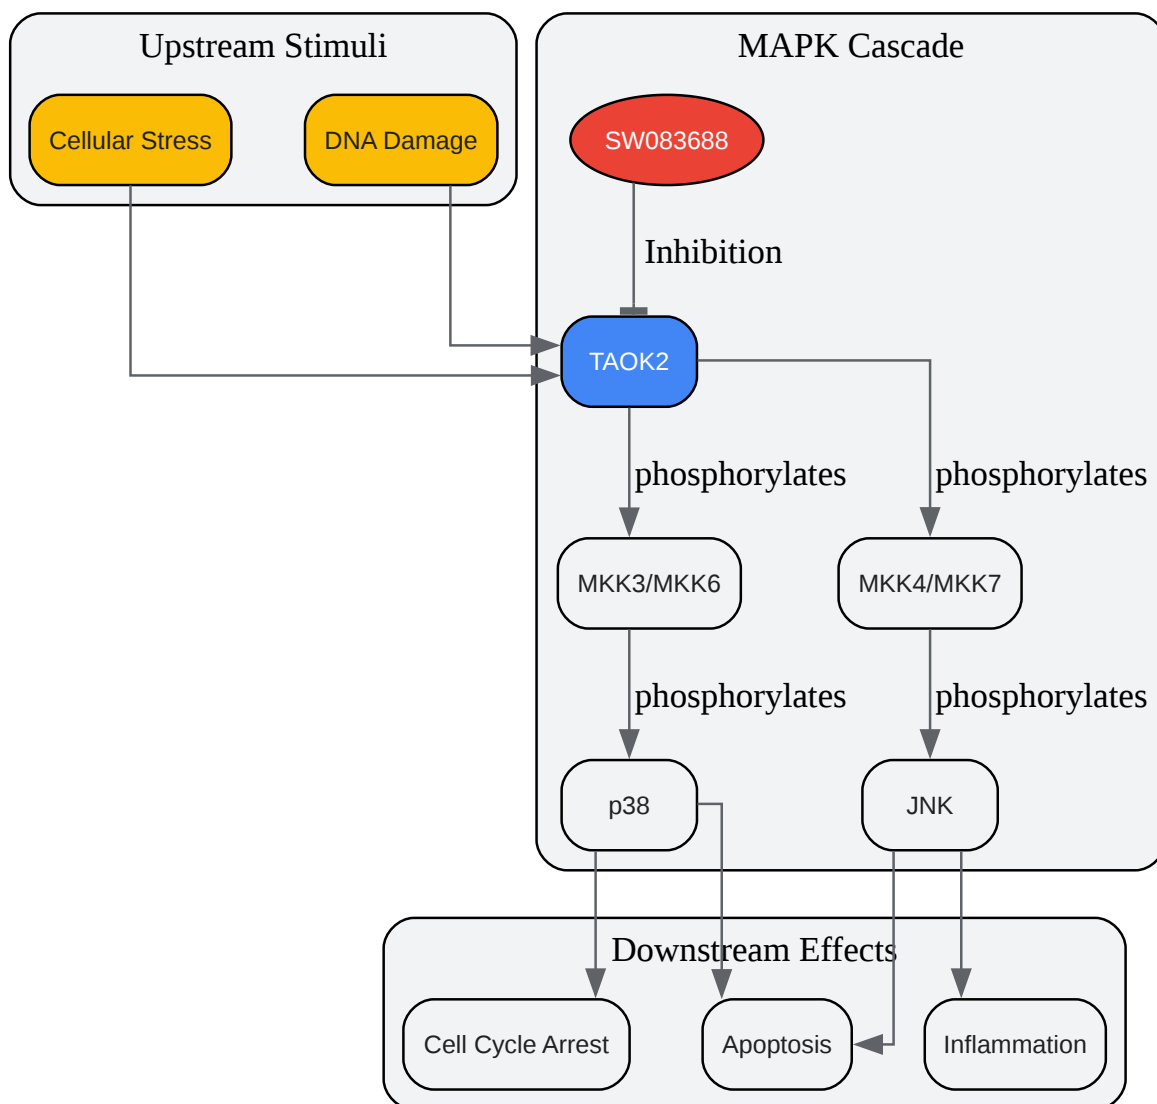 Upstream Stimuli
MAPK Cascade
Cellular Stress
DNA Damage
SW083688
Inhibition
TAOK2
phosphorylates
phosphorylates
MKK3/MKK6
MKK4/MKK7
phosphorylates
phosphorylates
p38
JNK
Downstream Effects
Cell Cycle Arrest
Apoptosis
Inflammation